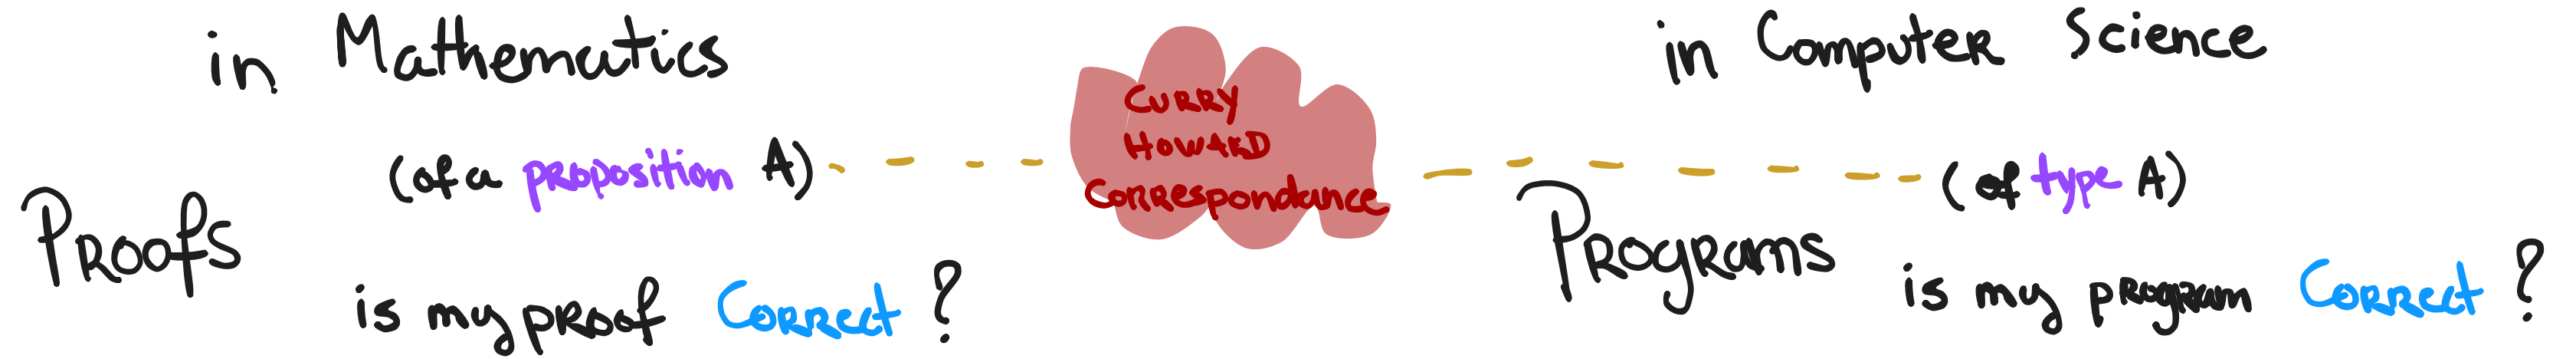 in Mathematics
(of a proposition A)
Proofs
is my proof Correct ?
CURRY
HOWARD
Correspondance
in Computer Science
(of type A)
Programs
is my program Correct ?